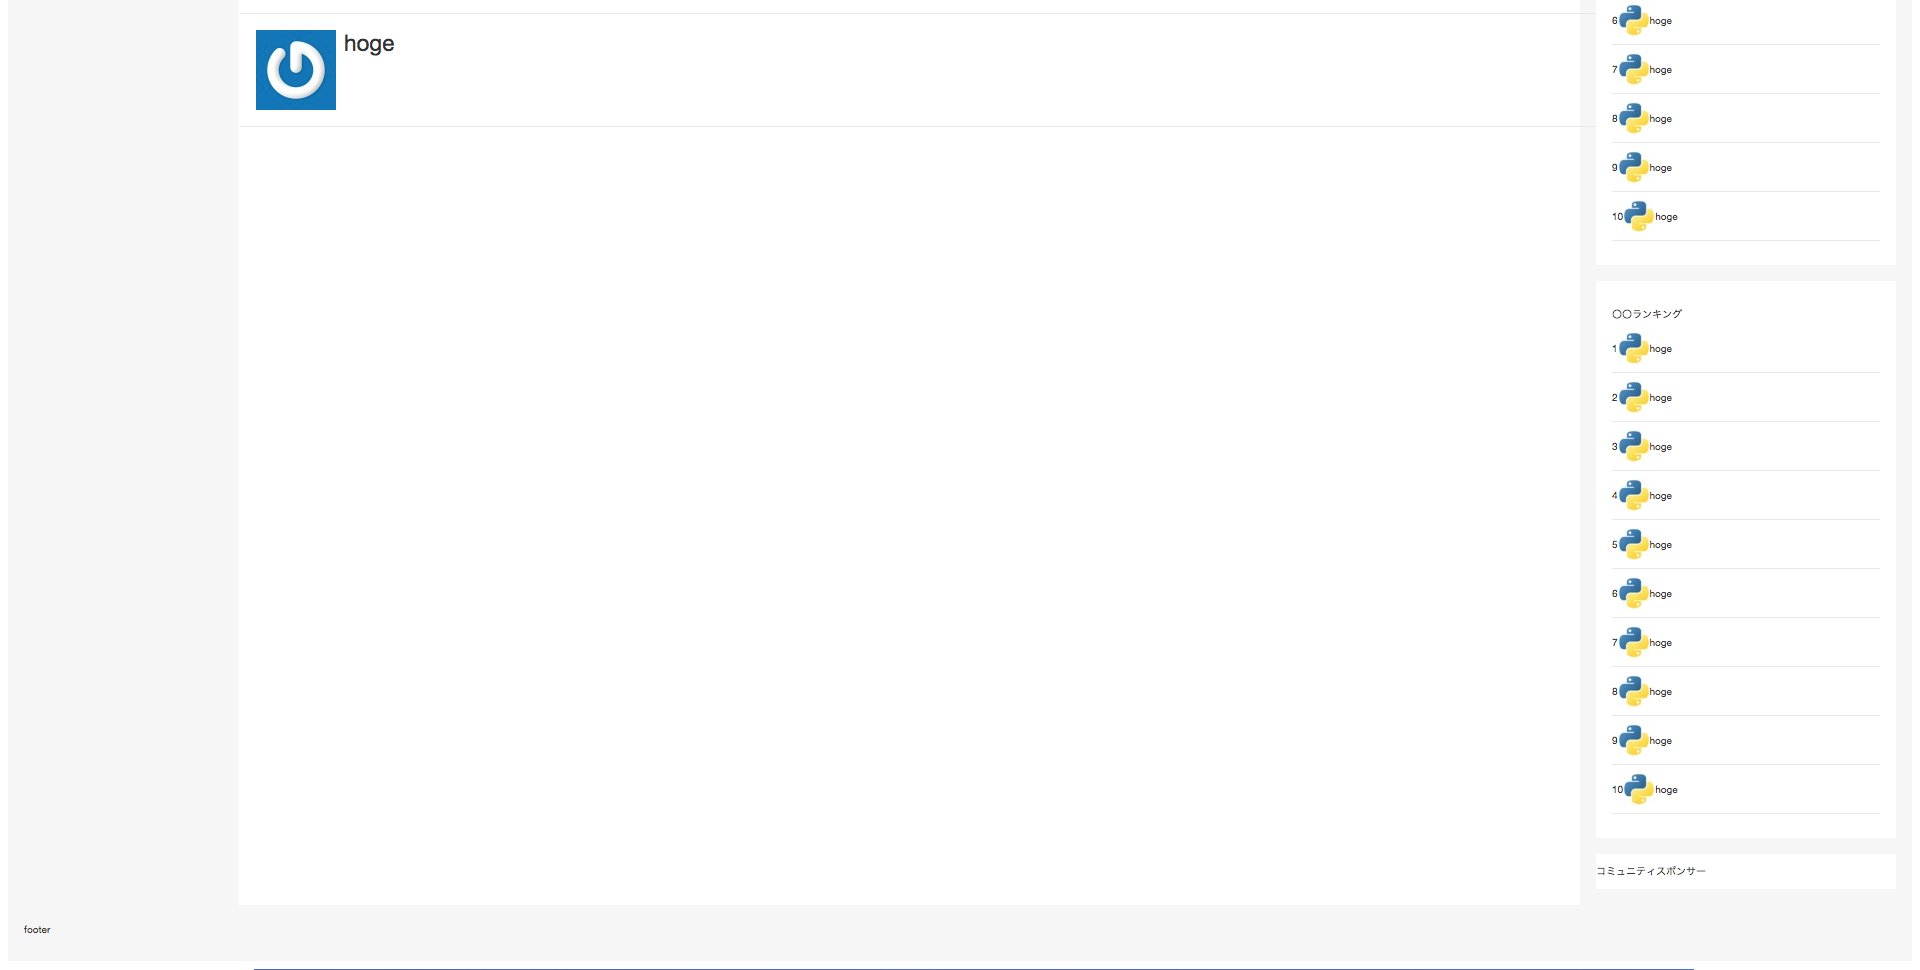 hoge
6 hoge
7 hoge
8 hoge
9 hoge
10 hoge
〇〇ランキング
1 hoge
2 hoge
3 hoge
4 hoge
5 hoge
6 hoge
7 hoge
8 hoge
9 hoge
10 hoge
コミュニティスポンサー
footer